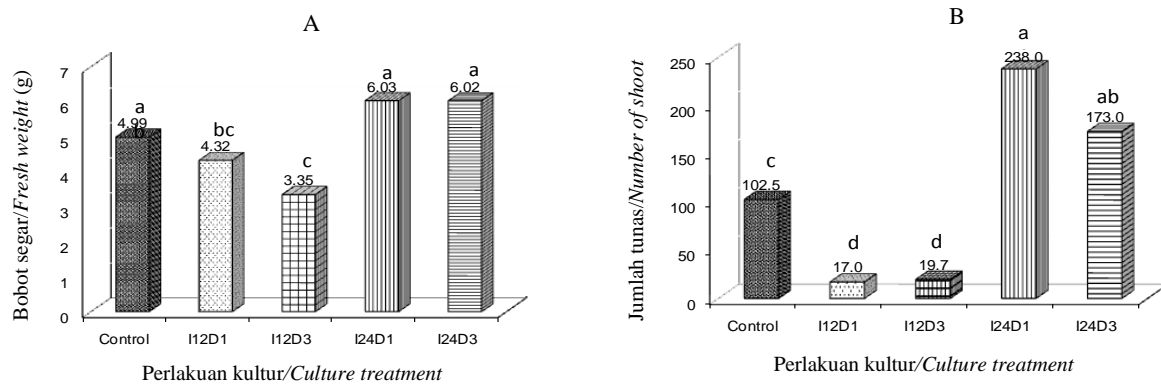 A
Bobot segar/Fresh weight (g)
7
6
5
4
3
2
1
0
a
4.99
b
bc
4.32
c
3.35
a
6.03
a
6.02
Control I12D1 I12D3 I24D1 I24D3
Perlakuan kultur/Culture treatment
B
Jumlah tunas/Number of shoot
250
200
150
100
50
0
c
102.5
d
17.0
d
19.7
a
238.0
ab
173.0
Control I12D1 I12D3 I24D1 I24D3
Perlakuan kultur/Culture treatment